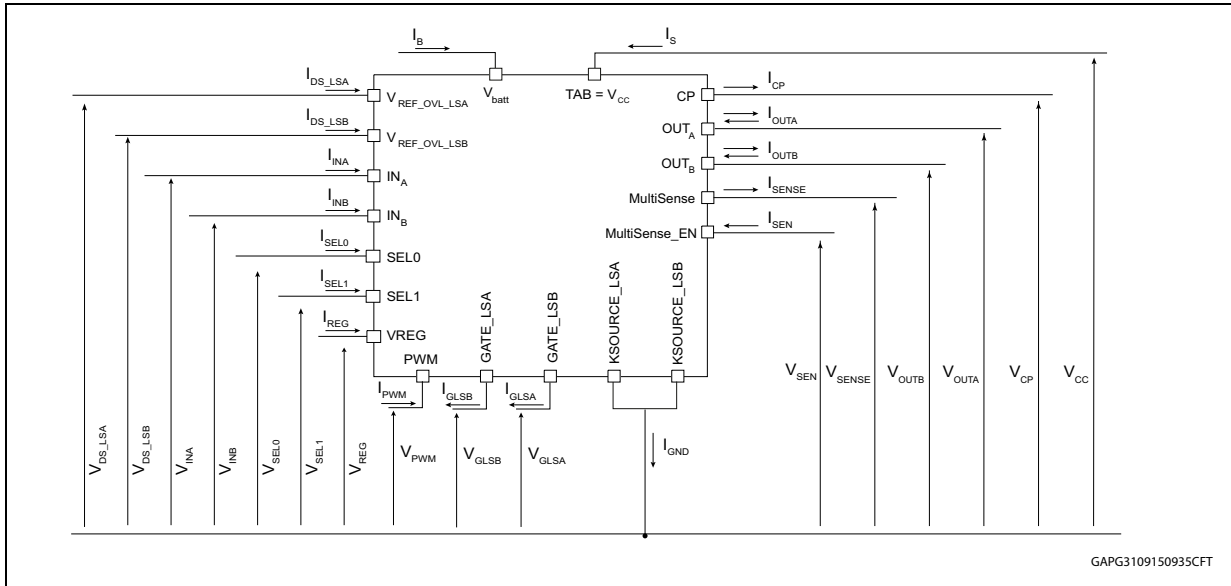 I_B
I_S
I_DS_LSA
V_batt
TAB = V_CC
I_CP
V_REF_OVL_LSA
CP
I_DS_LSB
I_OUTA
V_REF_OVL_LSB
OUT_A
I_INA
I_OUTB
IN_A
OUT_B
I_INB
I_SENSE
IN_B
MultiSense
I_SEL0
I_SEN
SEL0
MultiSense_EN
I_SEL1
SEL1
I_REG
VREG
PWM
GATE_LSA
GATE_LSB
KSOURCE_LSA
KSOURCE_LSB
I_PWM
I_GLSB
I_GLSA
I_GND
V_DS_LSA
V_DS_LSB
V_INA
V_INB
V_SEL0
V_SEL1
V_REG
V_PWM
V_GLSB
V_GLSA
V_SEN
V_SENSE
V_OUTB
V_OUTA
V_CP
V_CC
GAPG3109150935CFT